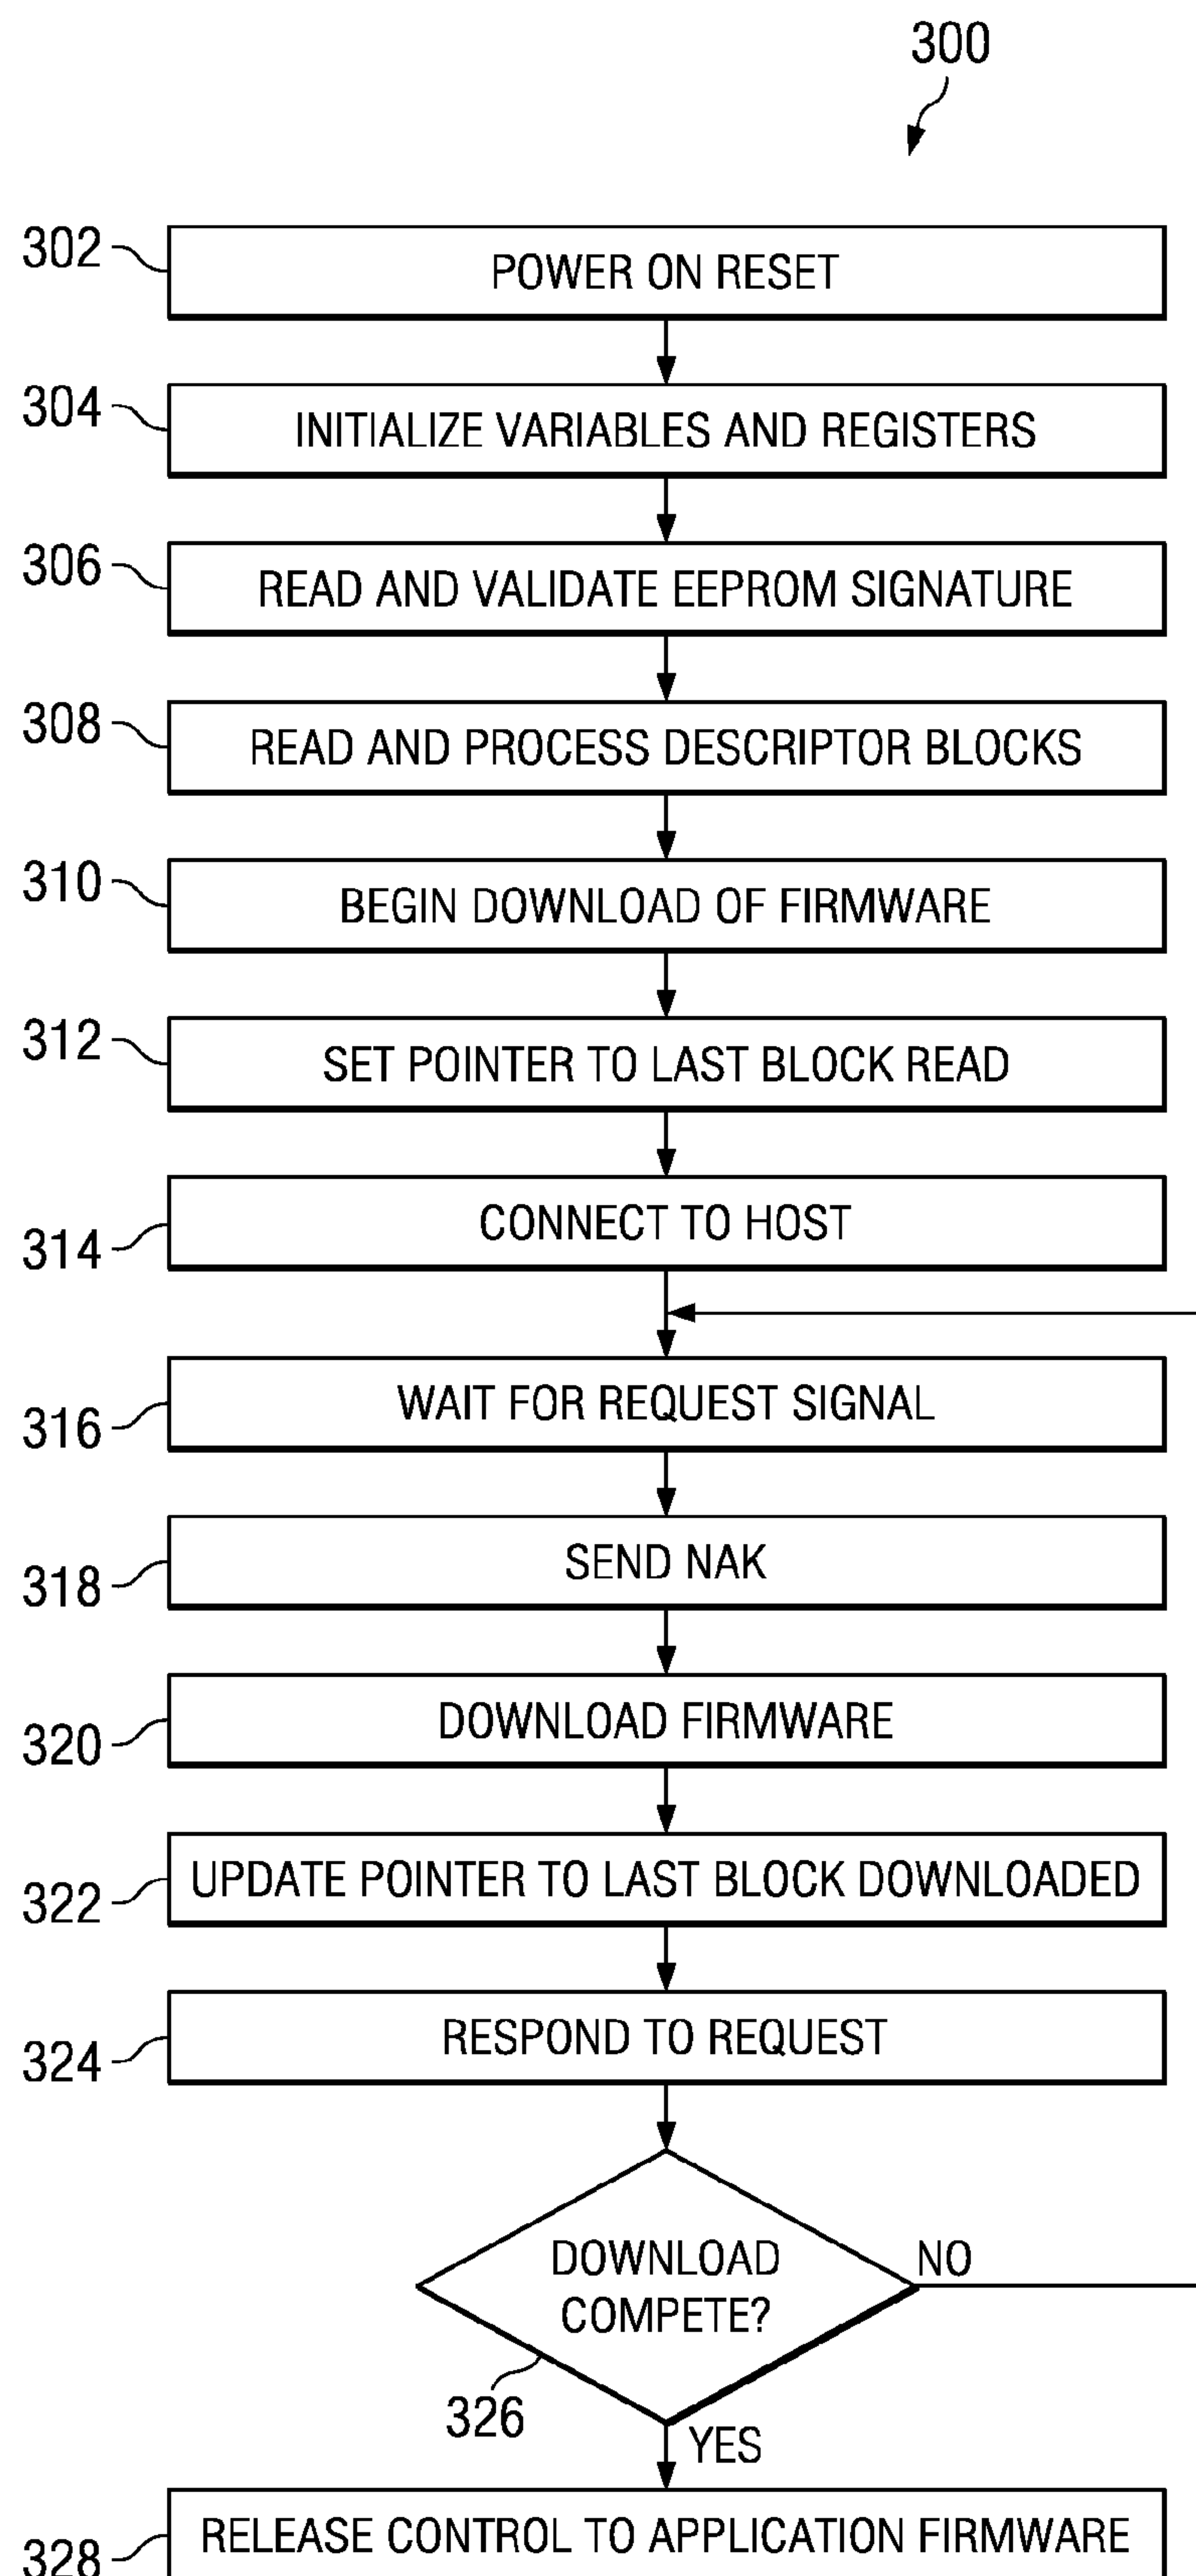 300
302
POWER ON RESET
304
INITIALIZE VARIABLES AND REGISTERS
306
READ AND VALIDATE EEPROM SIGNATURE
308
READ AND PROCESS DESCRIPTOR BLOCKS
310
BEGIN DOWNLOAD OF FIRMWARE
312
SET POINTER TO LAST BLOCK READ
314
CONNECT TO HOST
316
WAIT FOR REQUEST SIGNAL
318
SEND NAK
320
DOWNLOAD FIRMWARE
322
UPDATE POINTER TO LAST BLOCK DOWNLOADED
324
RESPOND TO REQUEST
DOWNLOAD
COMPETE?
NO
326
YES
328
RELEASE CONTROL TO APPLICATION FIRMWARE